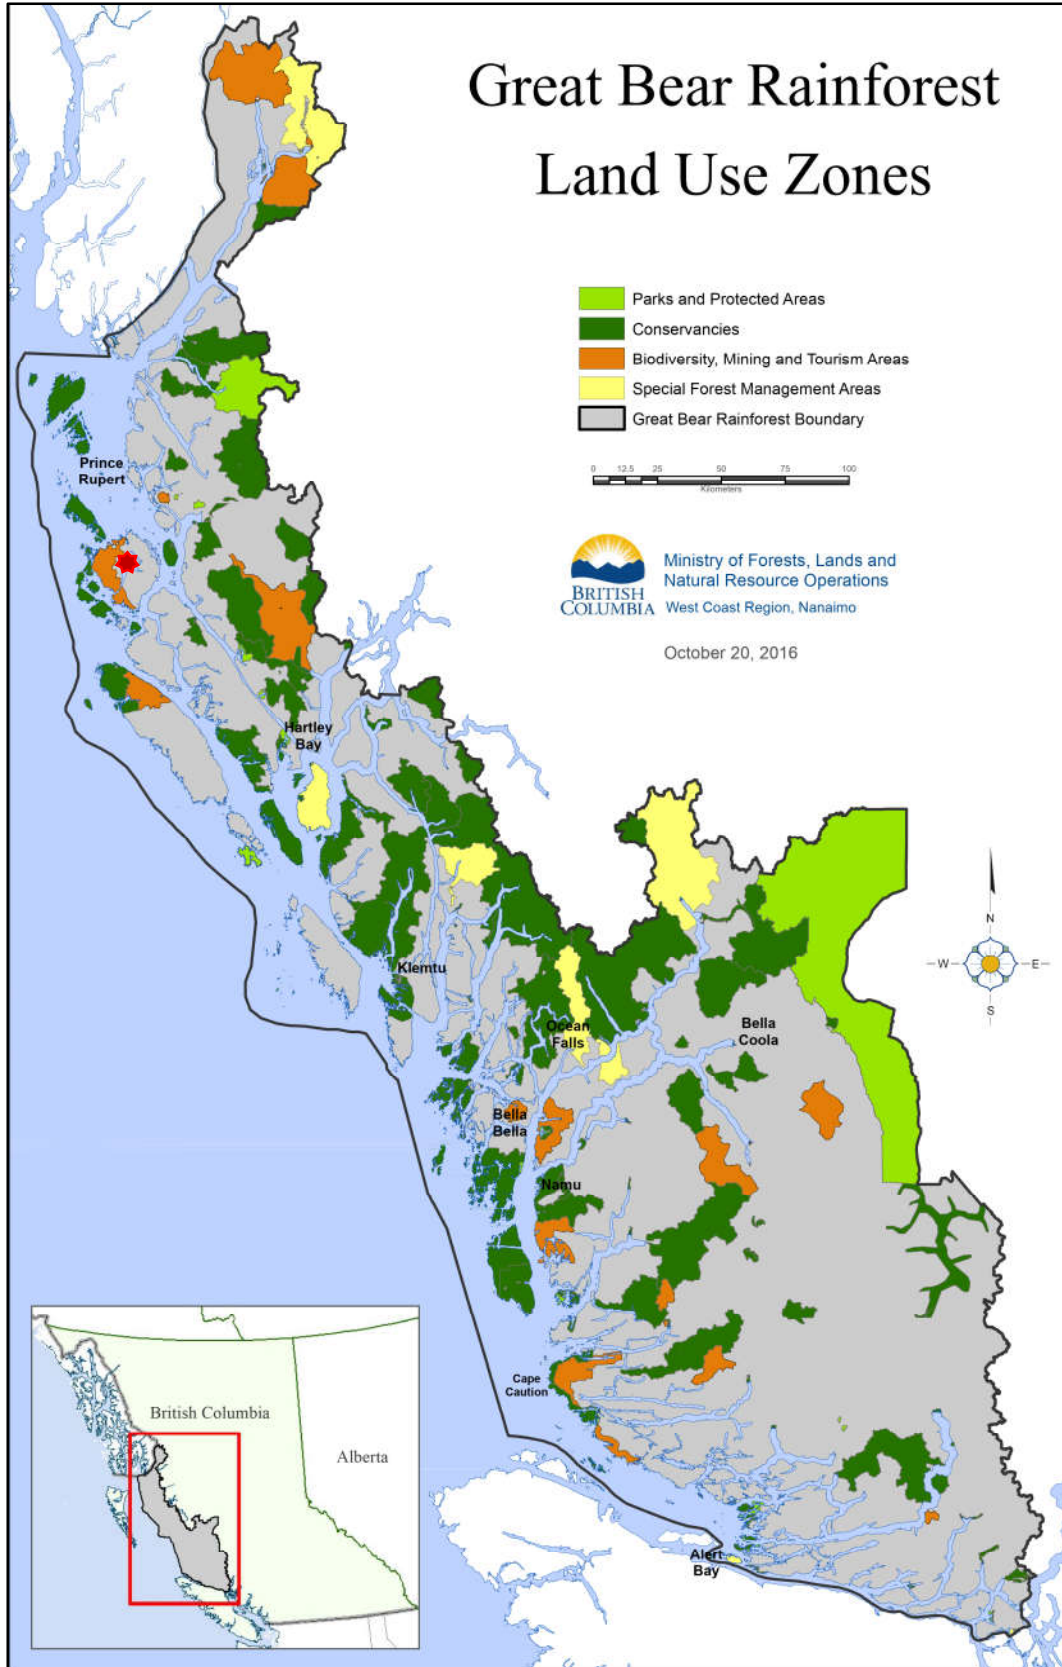 Great Bear Rainforest
Land Use Zones
Parks and Protected Areas
Conservancies
Biodiversity, Mining and Tourism Areas
Special Forest Management Areas
Great Bear Rainforest Boundary
0 12.5 25 50 75 100
Kilometers
BRITISH
COLUMBIA
Ministry of Forests, Lands and
Natural Resource Operations
West Coast Region, Nanaimo
October 20, 2016
Prince
Rupert
Hartley
Bay
Klemtu
Ocean
Falls
Bella
Coola
Bella
Bella
Namu
Cape
Caution
Alert
Bay
N
W
E
S
British Columbia
Alberta